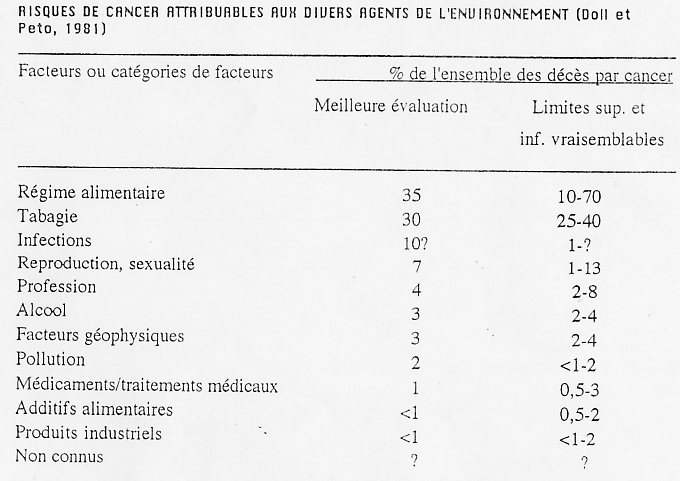 RISQUES DE CANCER ATTRIBUABLES AUX DIVERS AGENTS DE L'ENVIRONNEMENT (Doll et
Peto, 1981)
Facteurs ou catégories de facteurs % de l'ensemble des décès par cancer
Meilleure évaluation Limites sup. et
inf. vraisemblables
Régime alimentaire 35 10-70
Tabagie 30 25-40
Infections 10? 1-?
Reproduction, sexualité 7 1-13
Profession 4 2-8
Alcool 3 2-4
Facteurs géophysiques 3 2-4
Pollution 2 <1-2
Médicaments/traitements médicaux 1 0,5-3
Additifs alimentaires <1 0,5-2
Produits industriels <1 <1-2
Non connus ? ?